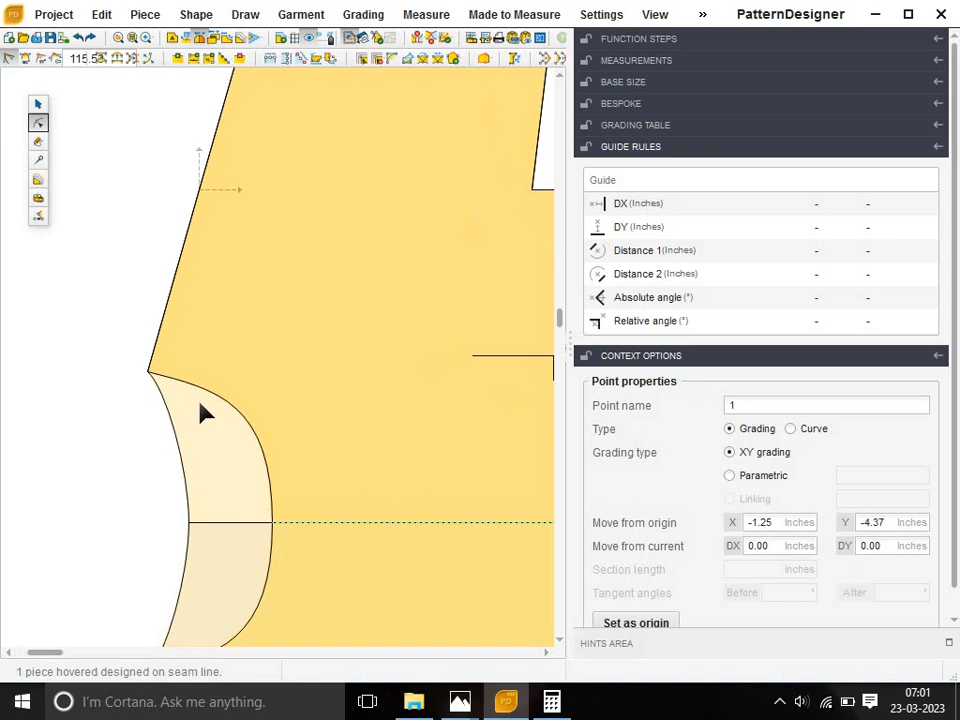 Project Edit Piece Shape Draw Garment Grading Measure Made to Measure Settings View » PatternDesigner
FUNCTION STEPS
MEASUREMENTS
BASE SIZE
BESPOKE
GRADING TABLE
GUIDE RULES
Guide
DX (Inches) - -
DY (Inches) - -
Distance 1(Inches) - -
Distance 2 (Inches) - -
Absolute angle (°) - -
Relative angle (°) - -
CONTEXT OPTIONS
Point properties
Point name 1
Type Grading Curve
Grading type XY grading
Parametric
Linking
Move from origin X -1.25 Inches Y -4.37 Inches
Move from current DX 0.00 Inches DY 0.00 Inches
Section length inches
Tangent angles Before ° After °
Set as origin
HINTS AREA
1 piece hovered designed on seam line.
I'm Cortana. Ask me anything.
07:01
23-03-2023